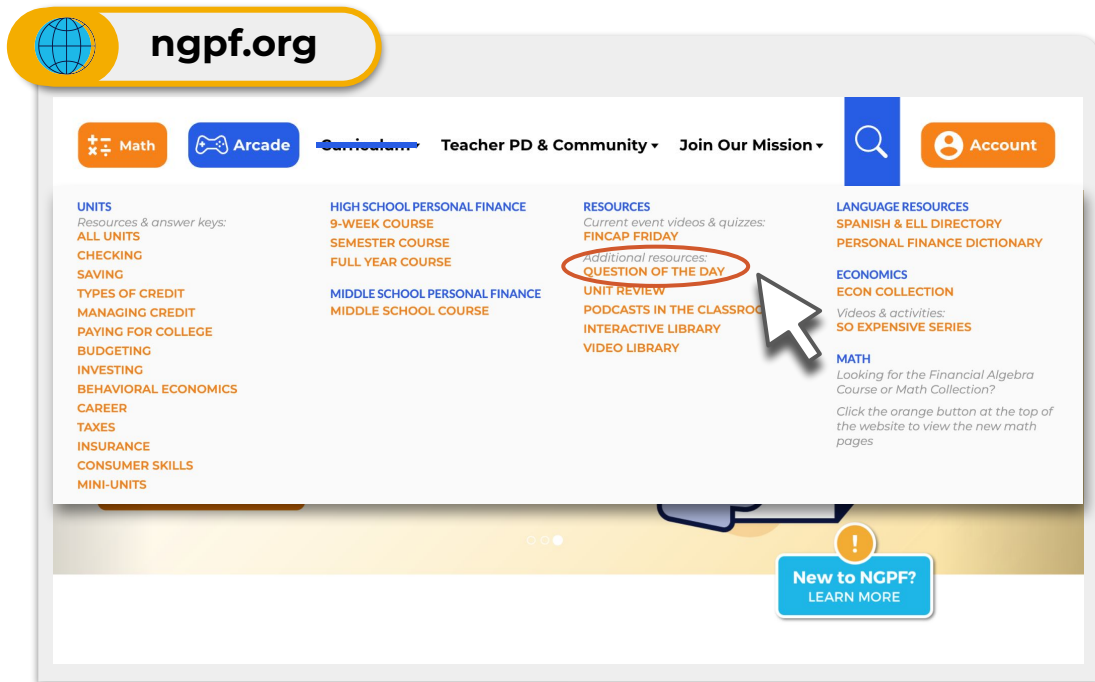 ngpf.org
Math
Arcade
Curriculum
Teacher PD & Community
Join Our Mission
Account
UNITS
Resources & answer keys:
ALL UNITS
CHECKING
SAVING
TYPES OF CREDIT
MANAGING CREDIT
PAYING FOR COLLEGE
BUDGETING
INVESTING
BEHAVIORAL ECONOMICS
CAREER
TAXES
INSURANCE
CONSUMER SKILLS
MINI-UNITS
HIGH SCHOOL PERSONAL FINANCE
9-WEEK COURSE
SEMESTER COURSE
FULL YEAR COURSE
MIDDLE SCHOOL PERSONAL FINANCE
MIDDLE SCHOOL COURSE
RESOURCES
Current event videos & quizzes:
FINCAP FRIDAY
Additional resources:
QUESTION OF THE DAY
UNIT REVIEW
PODCASTS IN THE CLASSROO
INTERACTIVE LIBRARY
VIDEO LIBRARY
LANGUAGE RESOURCES
SPANISH & ELL DIRECTORY
PERSONAL FINANCE DICTIONARY
ECONOMICS
ECON COLLECTION
Videos & activities:
SO EXPENSIVE SERIES
MATH
Looking for the Financial Algebra
Course or Math Collection?
Click the orange button at the top of
the website to view the new math
pages
!
New to NGPF?
LEARN MORE